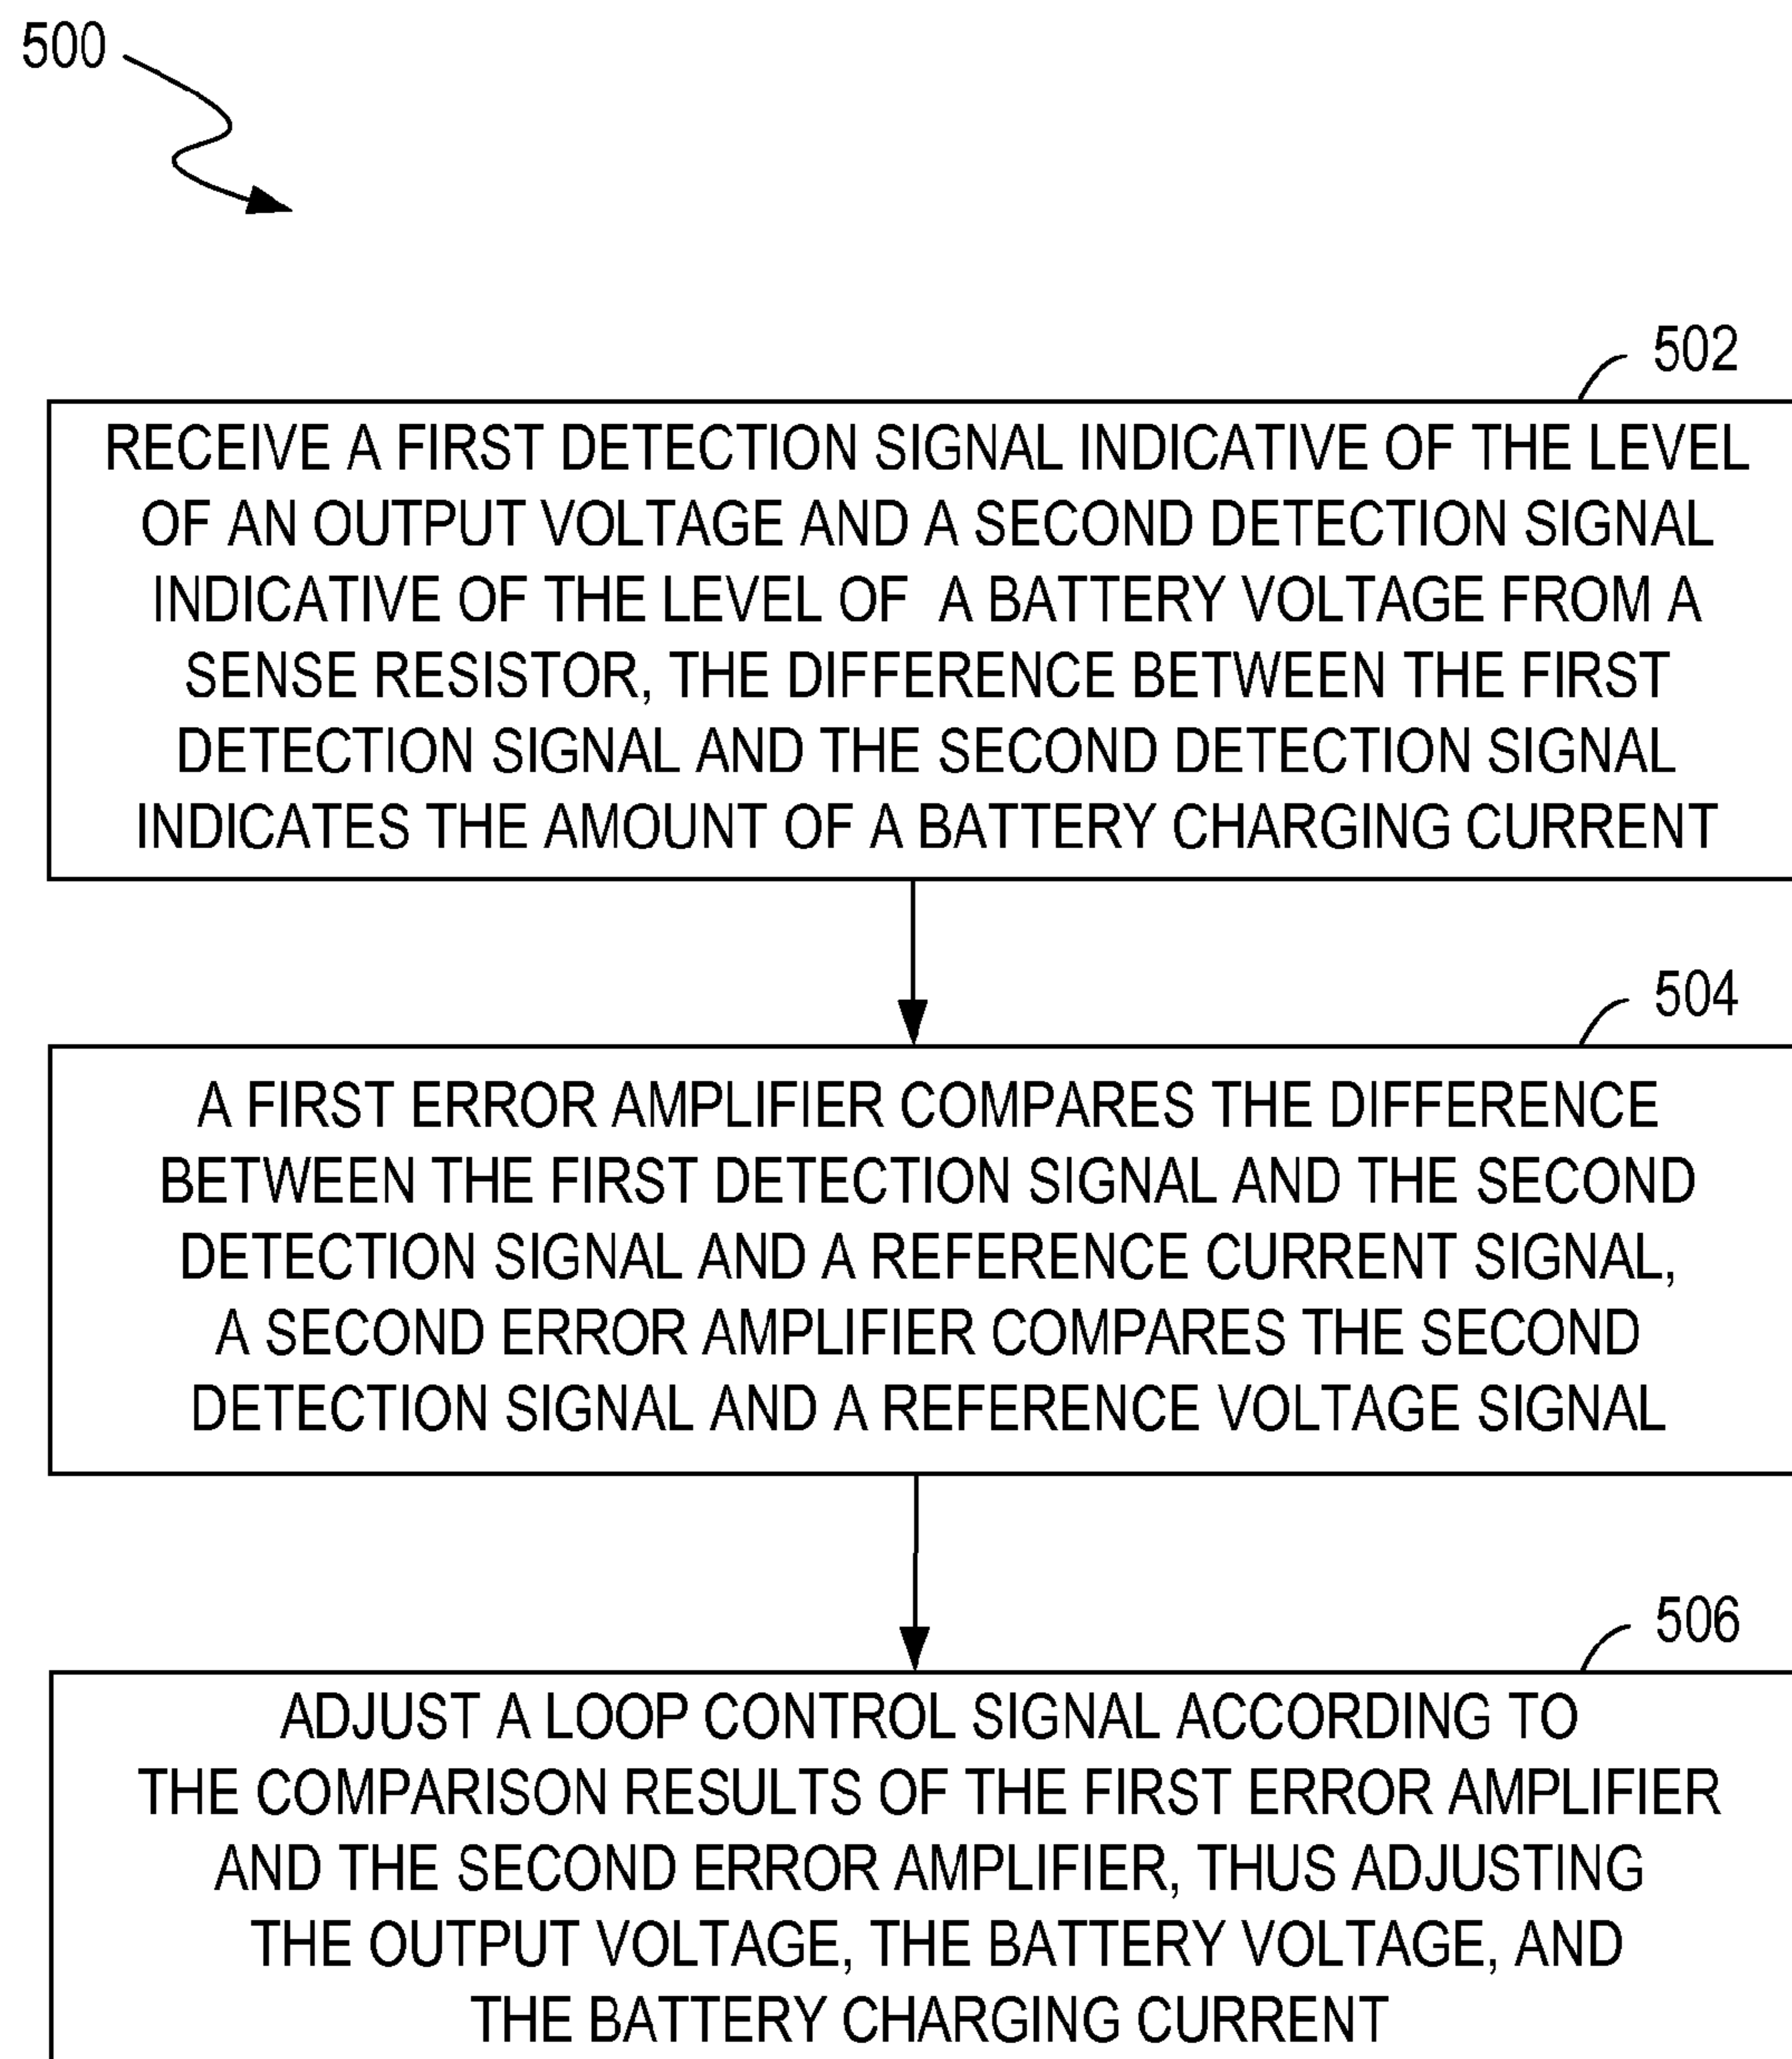 500
502
RECEIVE A FIRST DETECTION SIGNAL INDICATIVE OF THE LEVEL
OF AN OUTPUT VOLTAGE AND A SECOND DETECTION SIGNAL
INDICATIVE OF THE LEVEL OF A BATTERY VOLTAGE FROM A
SENSE RESISTOR, THE DIFFERENCE BETWEEN THE FIRST
DETECTION SIGNAL AND THE SECOND DETECTION SIGNAL
INDICATES THE AMOUNT OF A BATTERY CHARGING CURRENT
504
A FIRST ERROR AMPLIFIER COMPARES THE DIFFERENCE
BETWEEN THE FIRST DETECTION SIGNAL AND THE SECOND
DETECTION SIGNAL AND A REFERENCE CURRENT SIGNAL,
A SECOND ERROR AMPLIFIER COMPARES THE SECOND
DETECTION SIGNAL AND A REFERENCE VOLTAGE SIGNAL
506
ADJUST A LOOP CONTROL SIGNAL ACCORDING TO
THE COMPARISON RESULTS OF THE FIRST ERROR AMPLIFIER
AND THE SECOND ERROR AMPLIFIER, THUS ADJUSTING
THE OUTPUT VOLTAGE, THE BATTERY VOLTAGE, AND
THE BATTERY CHARGING CURRENT